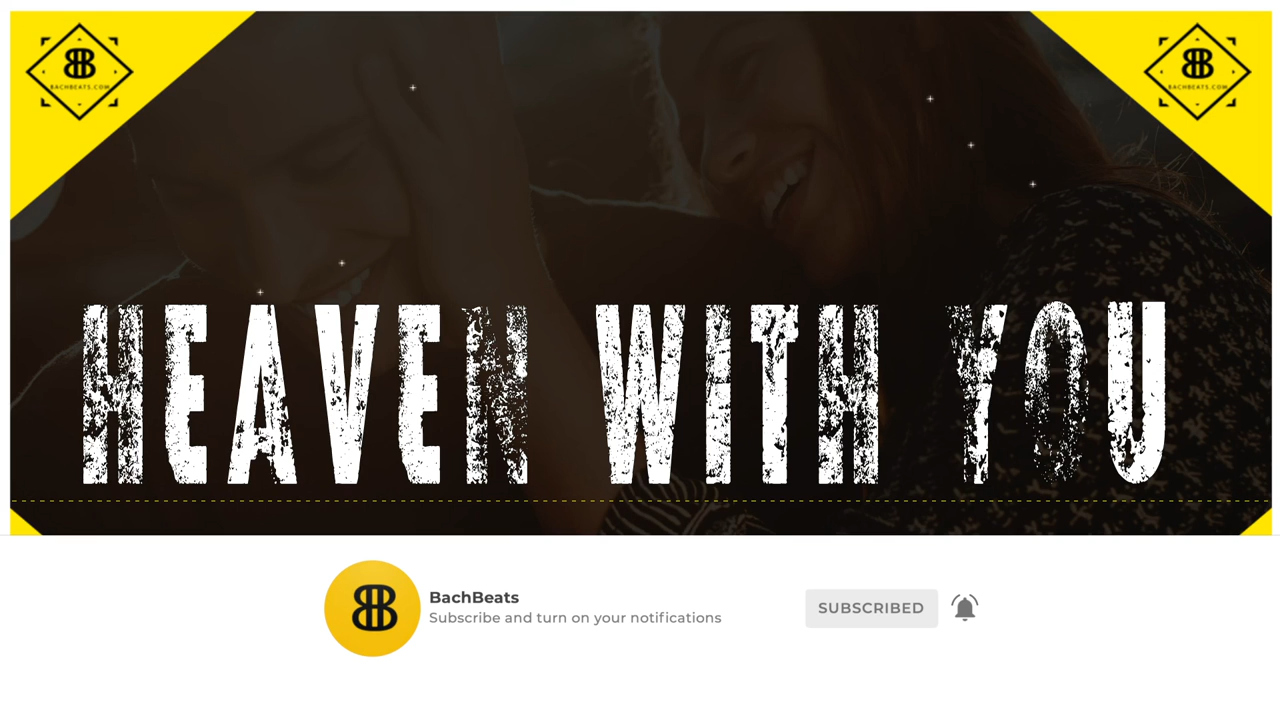 BACHBEATS.COM
BACHBEATS.COM
HEAVEN WITH YOU
BachBeats
Subscribe and turn on your notifications
SUBSCRIBED